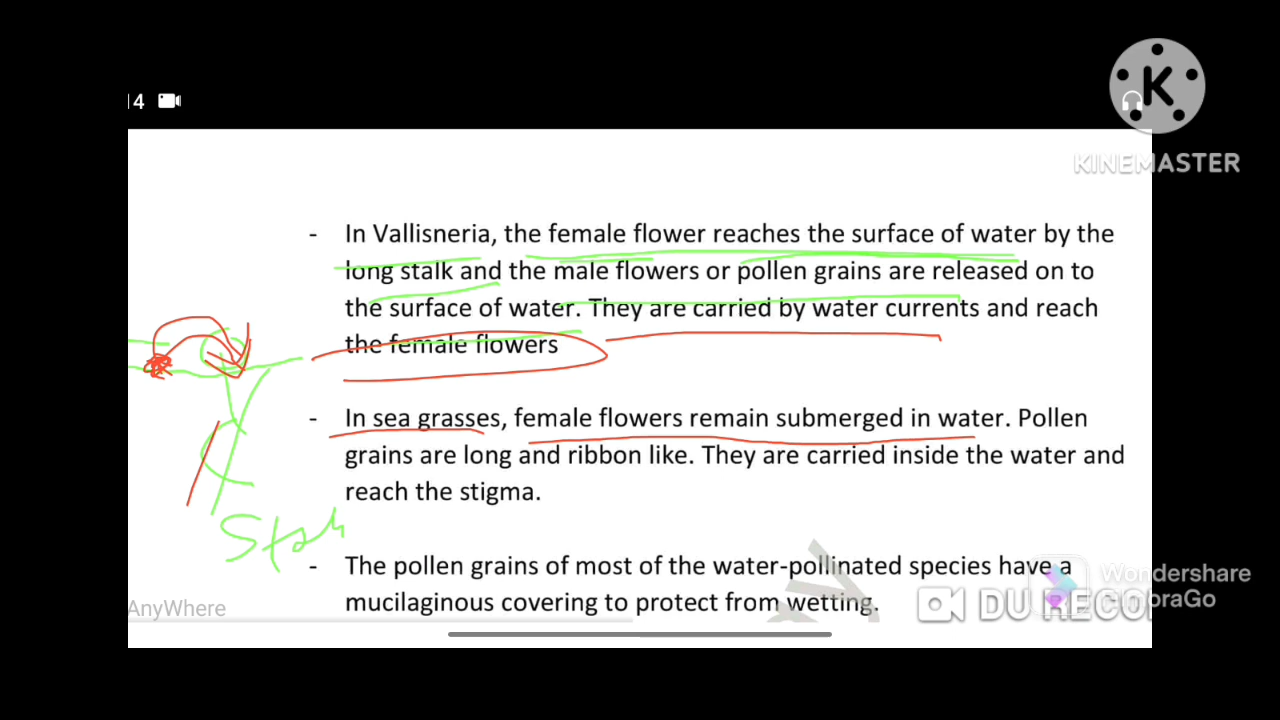 14
KINEMASTER
- In Vallisneria, the female flower reaches the surface of water by the
long stalk and the male flowers or pollen grains are released on to
the surface of water. They are carried by water currents and reach
the female flowers
- In sea grasses, female flowers remain submerged in water. Pollen
grains are long and ribbon like. They are carried inside the water and
reach the stigma.
Stalk
- The pollen grains of most of the water-pollinated species have a
mucilaginous covering to protect from wetting.
AnyWhere
Wondershare
DU RECO